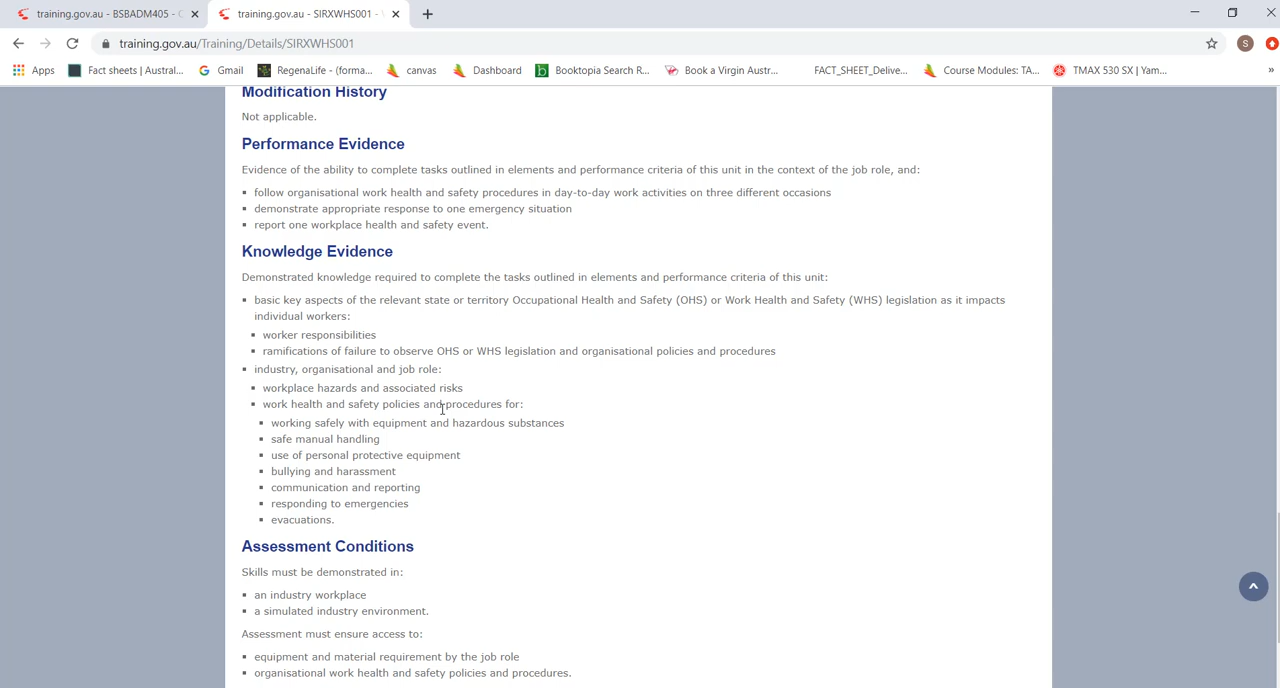 training.gov.au - BSBADM405 -
training.gov.au - SIRXWHS001 -
training.gov.au/Training/Details/SIRXWHS001
S
Apps
Fact sheets | Austral...
Gmail
RegenaLife - (forma...
canvas
Dashboard
Booktopia Search R...
Book a Virgin Austr...
FACT_SHEET_Delive...
Course Modules: TA...
TMAX 530 SX | Yam...
»
Modification History
Not applicable.
Performance Evidence
Evidence of the ability to complete tasks outlined in elements and performance criteria of this unit in the context of the job role, and:
follow organisational work health and safety procedures in day-to-day work activities on three different occasions
demonstrate appropriate response to one emergency situation
report one workplace health and safety event.
Knowledge Evidence
Demonstrated knowledge required to complete the tasks outlined in elements and performance criteria of this unit:
basic key aspects of the relevant state or territory Occupational Health and Safety (OHS) or Work Health and Safety (WHS) legislation as it impacts
individual workers:
worker responsibilities
ramifications of failure to observe OHS or WHS legislation and organisational policies and procedures
industry, organisational and job role:
workplace hazards and associated risks
work health and safety policies and procedures for:
working safely with equipment and hazardous substances
safe manual handling
use of personal protective equipment
bullying and harassment
communication and reporting
responding to emergencies
evacuations.
Assessment Conditions
Skills must be demonstrated in:
an industry workplace
a simulated industry environment.
Assessment must ensure access to:
equipment and material requirement by the job role
organisational work health and safety policies and procedures.